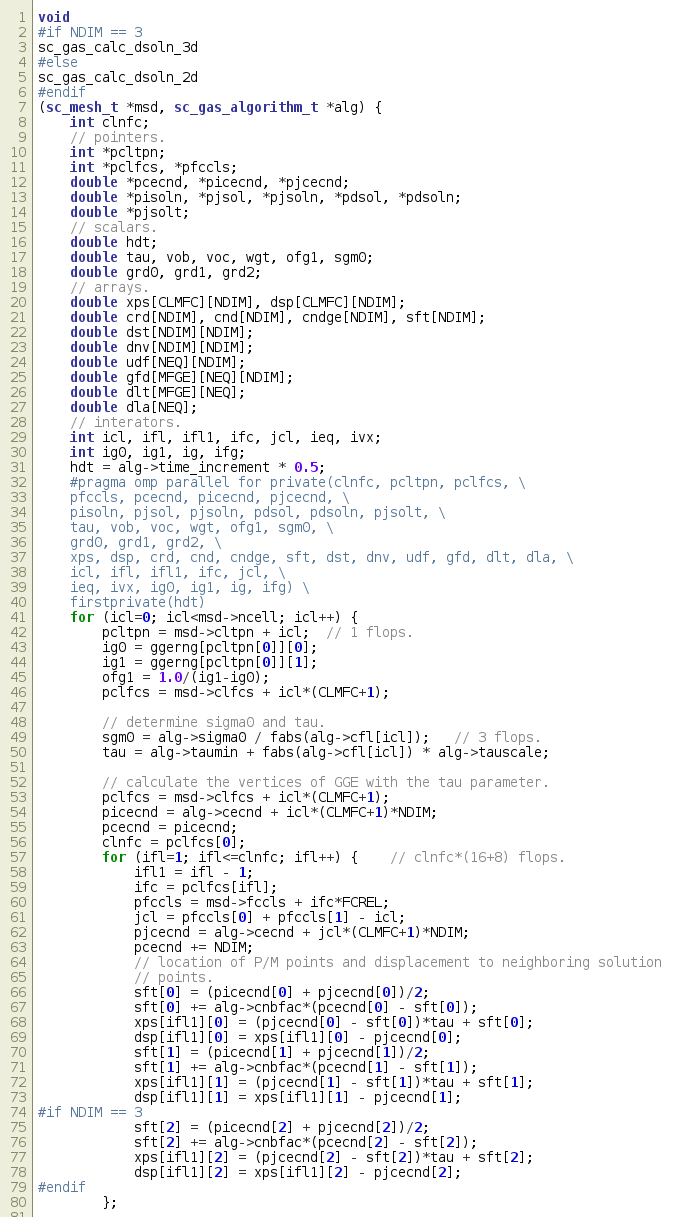 1 void
2 #if NDIM == 3
3 sc_gas_calc_dsoln_3d
4 #else
5 sc_gas_calc_dsoln_2d
6 #endif
7 (sc_mesh_t *msd, sc_gas_algorithm_t *alg) {
8     int clnfc;
9     // pointers.
10     int *pcltpn;
11     int *pclfcs, *pfccls;
12     double *pcecnd, *picecnd, *pjcecnd;
13     double *pisoln, *pjsol, *pjsoln, *pdsol, *pdsoln;
14     double *pjsolt;
15     // scalars.
16     double hdt;
17     double tau, vob, voc, wgt, ofg1, sgm0;
18     double grd0, grd1, grd2;
19     // arrays.
20     double xps[CLMFC][NDIM], dsp[CLMFC][NDIM];
21     double crd[NDIM], cnd[NDIM], cndge[NDIM], sft[NDIM];
22     double dst[NDIM][NDIM];
23     double dnv[NDIM][NDIM];
24     double udf[NEQ][NDIM];
25     double gfd[MFGE][NEQ][NDIM];
26     double dlt[MFGE][NEQ];
27     double dla[NEQ];
28     // interators.
29     int icl, ifl, ifl1, ifc, jcl, ieq, ivx;
30     int ig0, ig1, ig, ifg;
31     hdt = alg->time_increment * 0.5;
32     #pragma omp parallel for private(clnfc, pcltpn, pclfcs, \
33     pfccls, pcecnd, picecnd, pjcecnd, \
34     pisoln, pjsol, pjsoln, pdsol, pdsoln, pjsolt, \
35     tau, vob, voc, wgt, ofg1, sgm0, \
36     grd0, grd1, grd2, \
37     xps, dsp, crd, cnd, cndge, sft, dst, dnv, udf, gfd, dlt, dla, \
38     icl, ifl, ifl1, ifc, jcl, \
39     ieq, ivx, ig0, ig1, ig, ifg) \
40     firstprivate(hdt)
41     for (icl=0; icl<msd->ncell; icl++) {
42         pcltpn = msd->cltpn + icl;  // 1 flops.
43         ig0 = ggerng[pcltpn[0]][0];
44         ig1 = ggerng[pcltpn[0]][1];
45         ofg1 = 1.0/(ig1-ig0);
46         pclfcs = msd->clfcs + icl*(CLMFC+1);
47
48         // determine sigma0 and tau.
49         sgm0 = alg->sigma0 / fabs(alg->cfl[icl]);   // 3 flops.
50         tau = alg->taumin + fabs(alg->cfl[icl]) * alg->tauscale;
51
52         // calculate the vertices of GGE with the tau parameter.
53         pclfcs = msd->clfcs + icl*(CLMFC+1);
54         picecnd = alg->cecnd + icl*(CLMFC+1)*NDIM;
55         pcecnd = picecnd;
56         clnfc = pclfcs[0];
57         for (ifl=1; ifl<=clnfc; ifl++) {    // clnfc*(16+8) flops.
58             ifl1 = ifl - 1;
59             ifc = pclfcs[ifl];
60             pfccls = msd->fccls + ifc*FCREL;
61             jcl = pfccls[0] + pfccls[1] - icl;
62             pjcecnd = alg->cecnd + jcl*(CLMFC+1)*NDIM;
63             pcecnd += NDIM;
64             // location of P/M points and displacement to neighboring solution
65             // points.
66             sft[0] = (picecnd[0] + pjcecnd[0])/2;
67             sft[0] += alg->cnbfac*(pcecnd[0] - sft[0]);
68             xps[ifl1][0] = (pjcecnd[0] - sft[0])*tau + sft[0];
69             dsp[ifl1][0] = xps[ifl1][0] - pjcecnd[0];
70             sft[1] = (picecnd[1] + pjcecnd[1])/2;
71             sft[1] += alg->cnbfac*(pcecnd[1] - sft[1]);
72             xps[ifl1][1] = (pjcecnd[1] - sft[1])*tau + sft[1];
73             dsp[ifl1][1] = xps[ifl1][1] - pjcecnd[1];
74 #if NDIM == 3
75             sft[2] = (picecnd[2] + pjcecnd[2])/2;
76             sft[2] += alg->cnbfac*(pcecnd[2] - sft[2]);
77             xps[ifl1][2] = (pjcecnd[2] - sft[2])*tau + sft[2];
78             dsp[ifl1][2] = xps[ifl1][2] - pjcecnd[2];
79 #endif
80         };